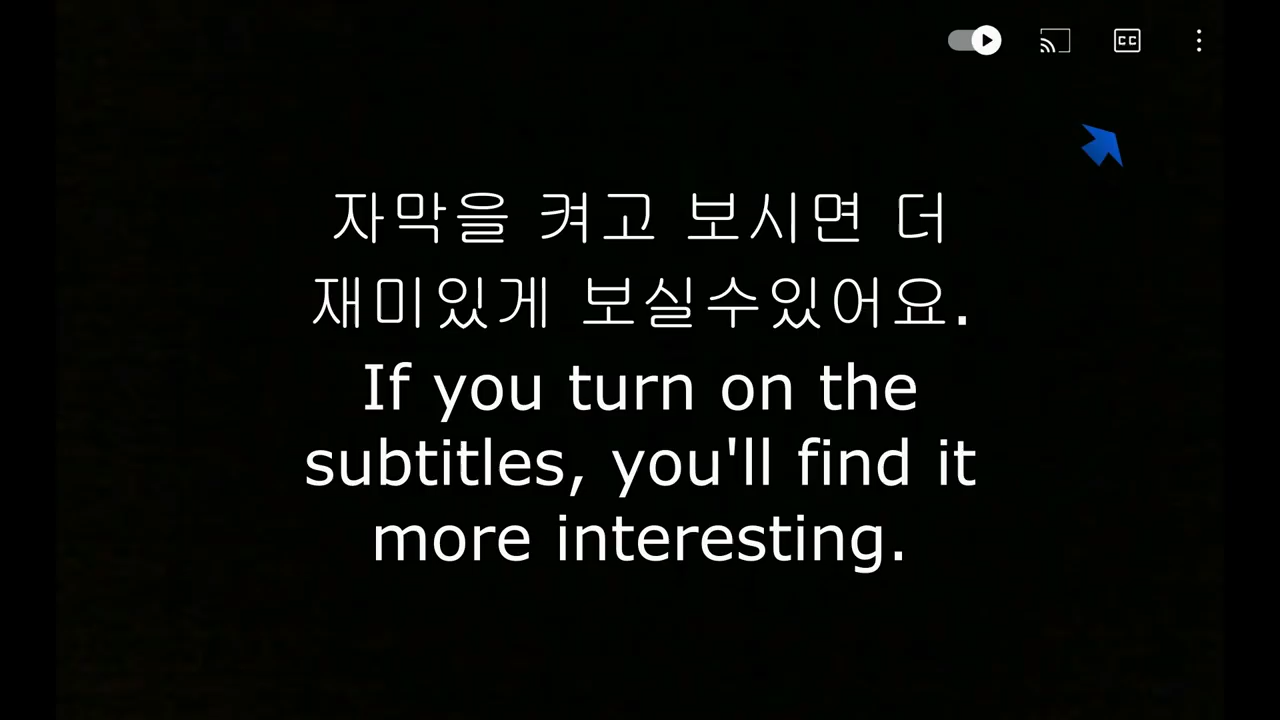 CC
자막을 켜고 보시면 더
재미있게 보실수있어요.
If you turn on the
subtitles, you'll find it
more interesting.